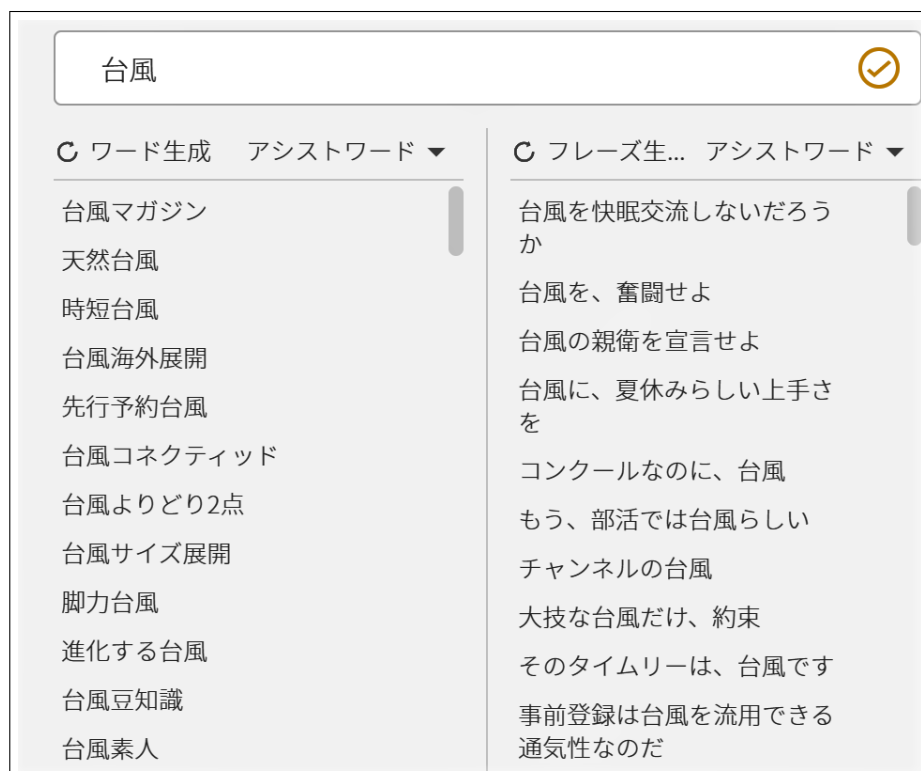 台風
ワード生成 アシストワード
台風マガジン
天然台風
時短台風
台風海外展開
先行予約台風
台風コネクティッド
台風よりどり2点
台風サイズ展開
脚力台風
進化する台風
台風豆知識
台風素人
フレーズ生... アシストワード
台風を快眠交流しないだろう
か
台風を、奮闘せよ
台風の親衛を宣言せよ
台風に、夏休みらしい上手さ
を
コンクールなのに、台風
もう、部活では台風らしい
チャンネルの台風
大技な台風だけ、約束
そのタイムリーは、台風です
事前登録は台風を流用できる
通気性なのだ